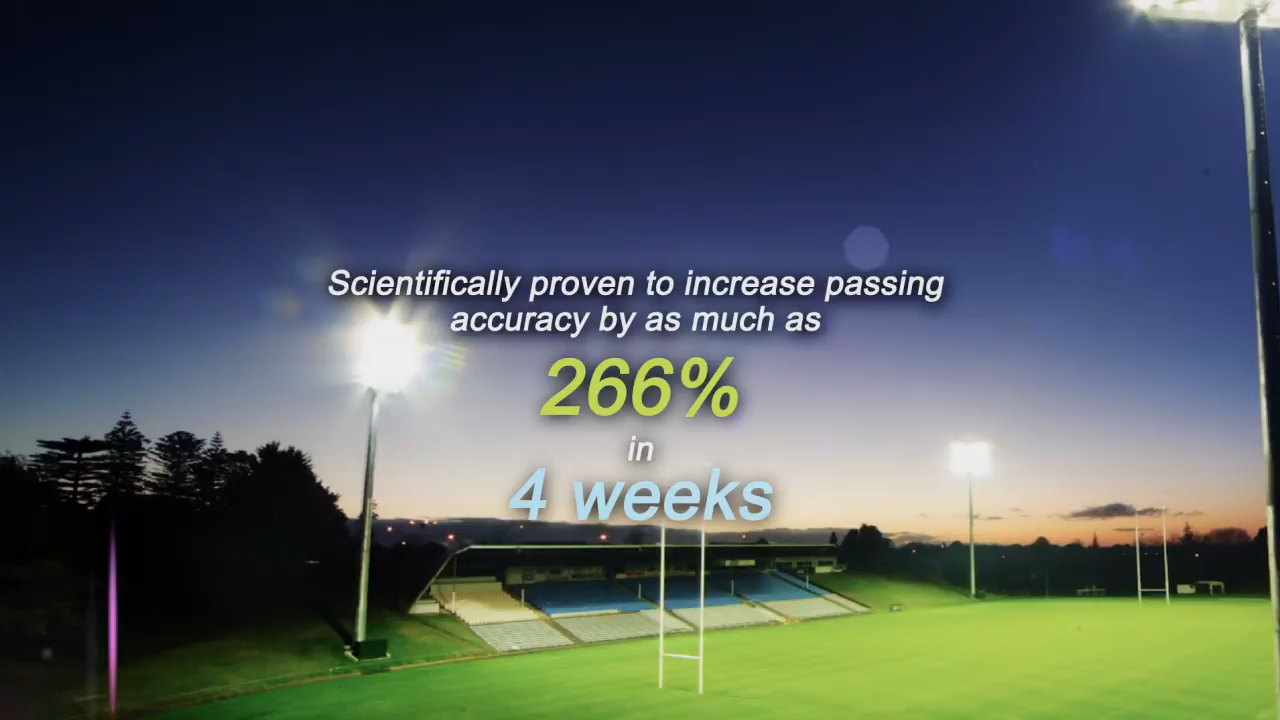 Scientifically proven to increase passing
accuracy by as much as
266%
in
4 weeks